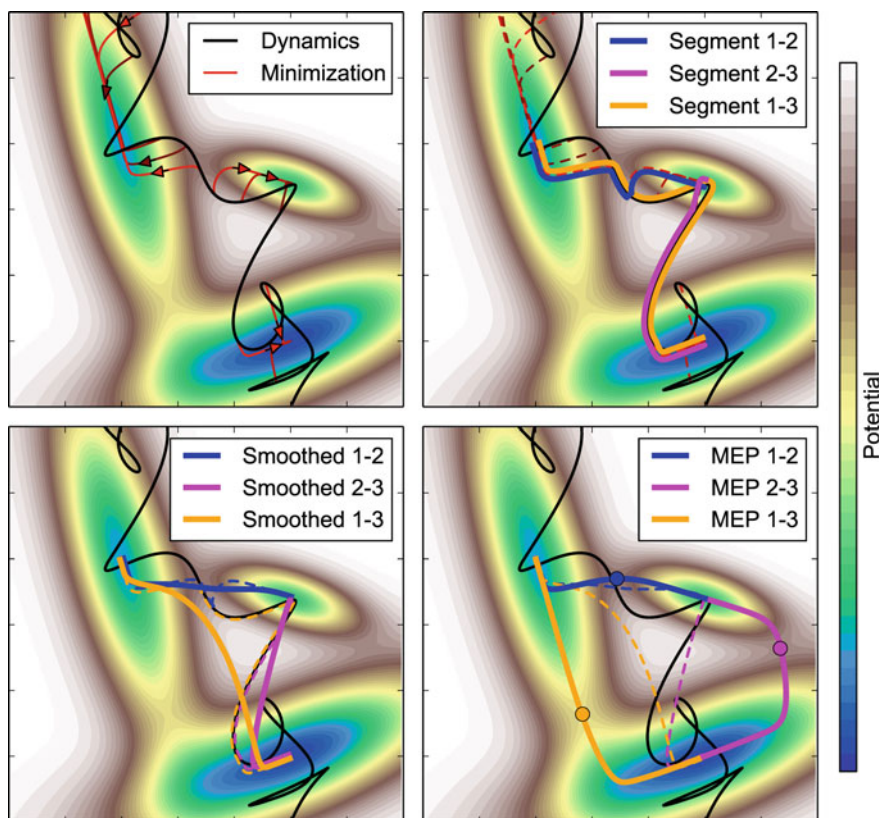 Dynamics
Minimization
Segment 1-2
Segment 2-3
Segment 1-3
Smoothed 1-2
Smoothed 2-3
Smoothed 1-3
MEP 1-2
MEP 2-3
MEP 1-3
Potential